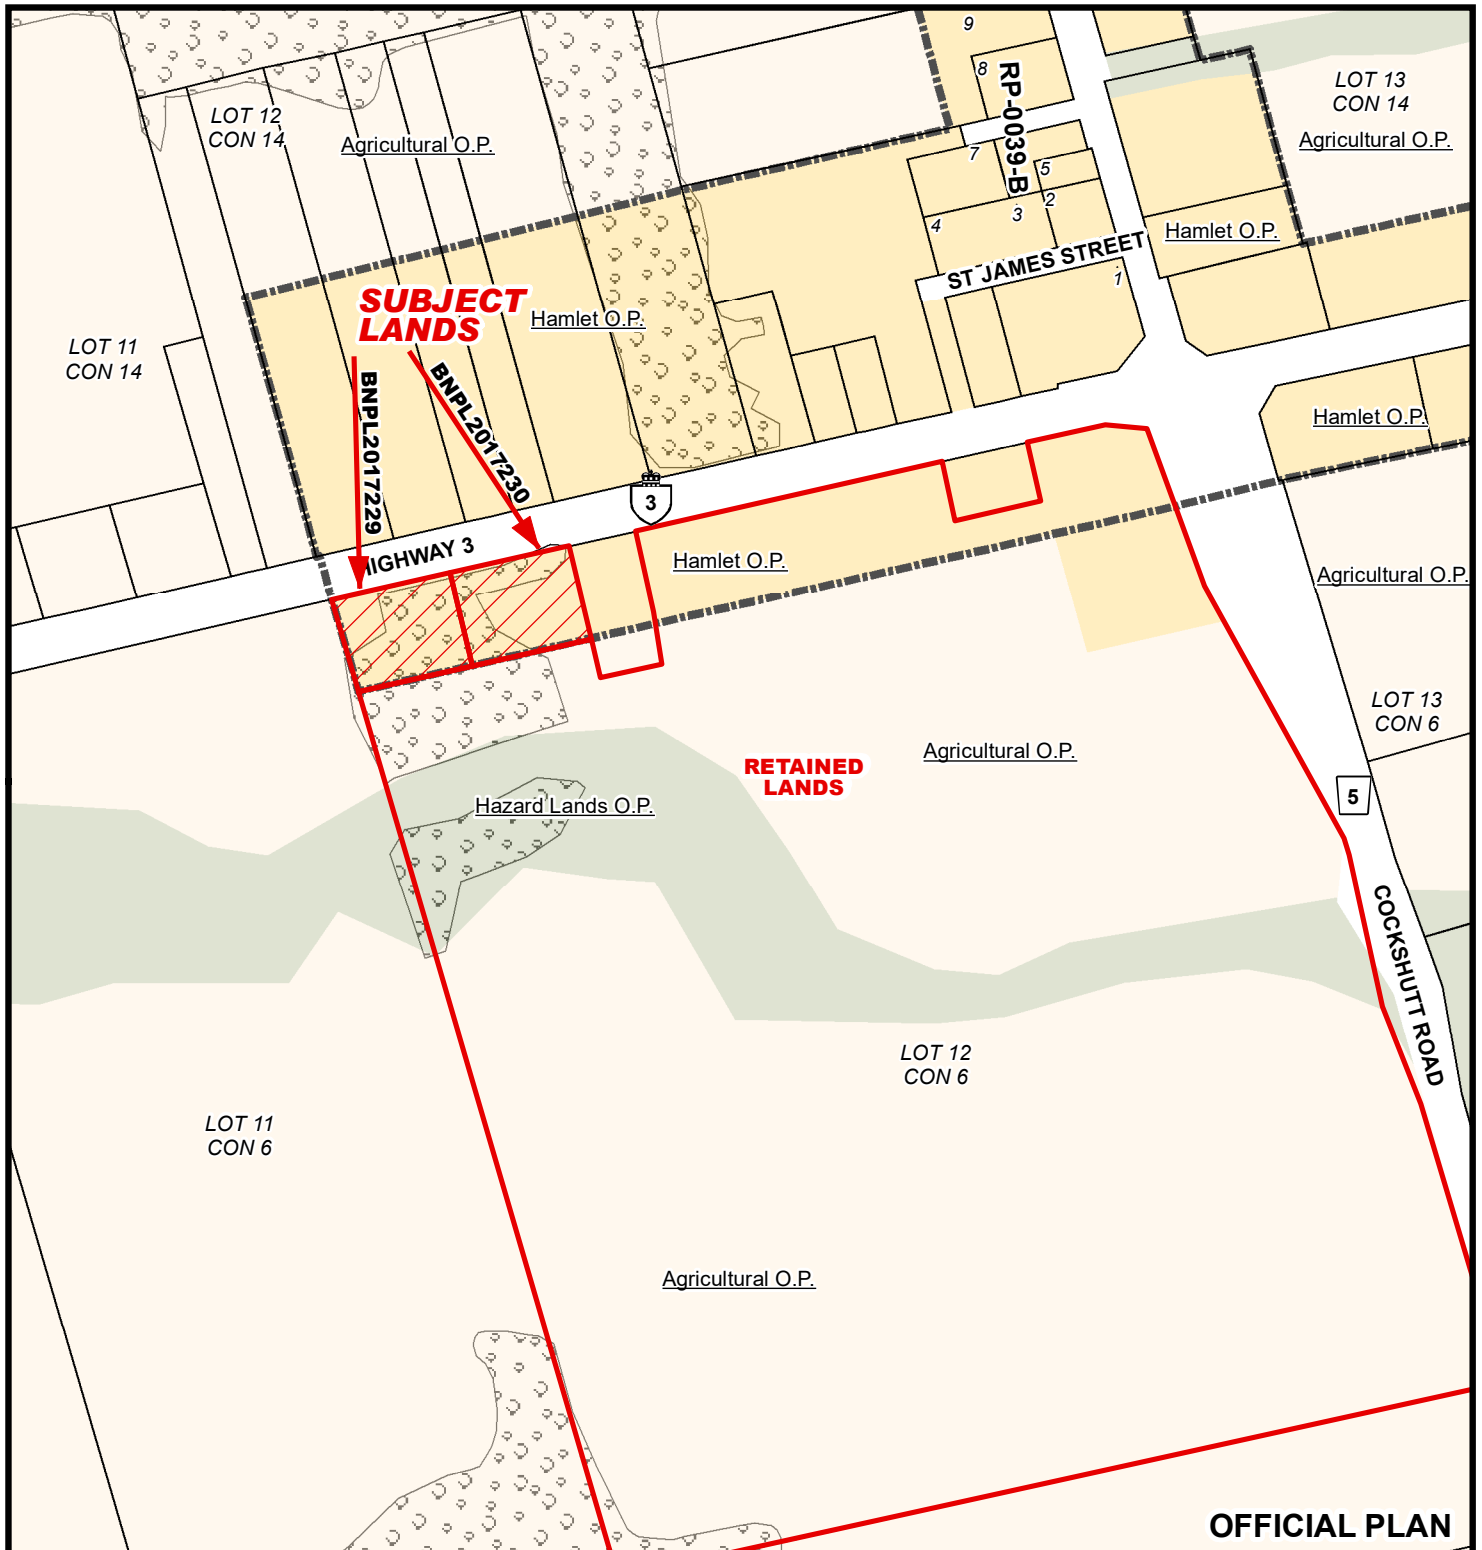 9
8
RP-0039-B
LOT 13
CON 14
Agricultural O.P.
LOT 12
CON 14
Agricultural O.P.
7
5
2
3
4
Hamlet O.P.
ST JAMES STREET
1
SUBJECT
LANDS
Hamlet O.P.
LOT 11
CON 14
BNPL2017229
BNPL2017230
Hamlet O.P.
3
HIGHWAY 3
Hamlet O.P.
Agricultural O.P.
LOT 13
CON 6
Agricultural O.P.
RETAINED
LANDS
Hazard Lands O.P.
5
COCKSHUTT ROAD
LOT 12
CON 6
LOT 11
CON 6
Agricultural O.P.
OFFICIAL PLAN